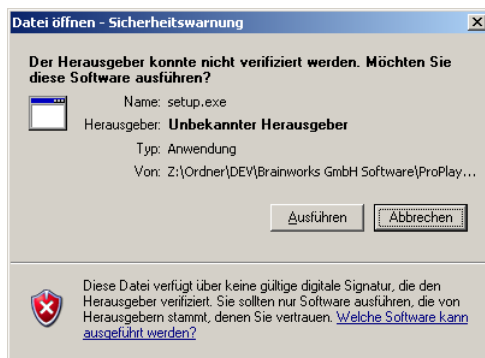 Datei öffnen - Sicherheitswarnung
Der Herausgeber konnte nicht verifiziert werden. Möchten Sie
diese Software ausführen?
Name: setup.exe
Herausgeber: Unbekannter Herausgeber
Typ: Anwendung
Von: Z:\Ordner\DEV\Brainworks GmbH Software\ProPlay...
Ausführen Abbrechen
Diese Datei verfügt über keine gültige digitale Signatur, die den
Herausgeber verifiziert. Sie sollten nur Software ausführen, die von
Herausgebern stammt, denen Sie vertrauen. Welche Software kann
ausgeführt werden?